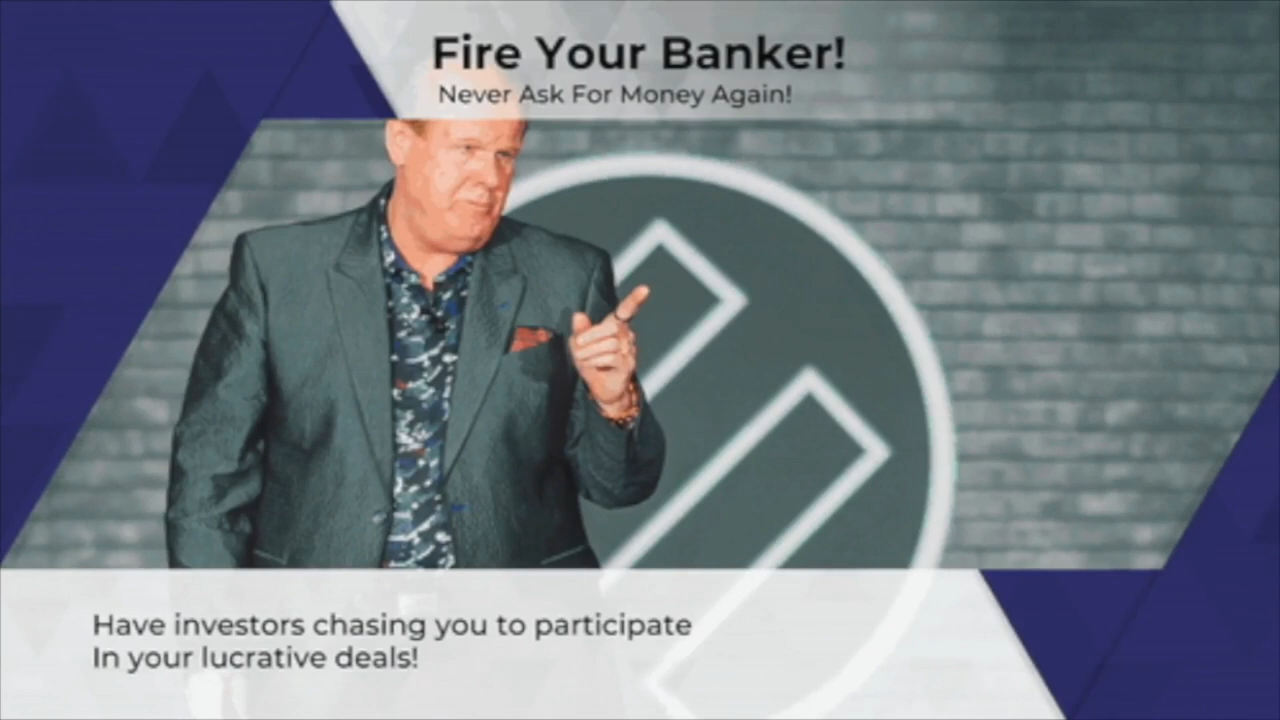 Fire Your Banker!
Never Ask For Money Again!
Have investors chasing you to participate
In your lucrative deals!